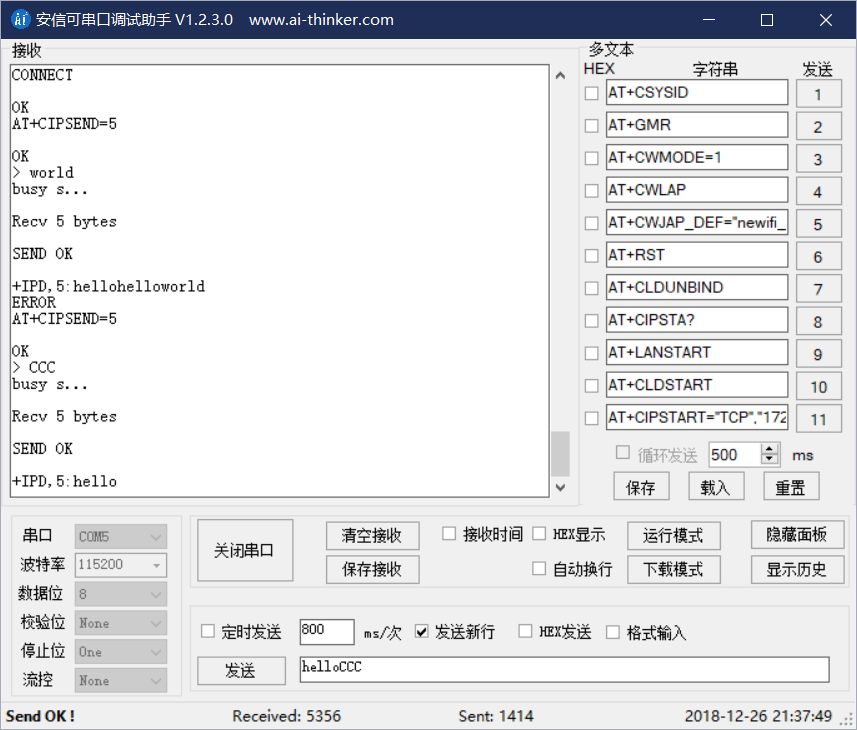 安信可串口调试助手 V1.2.3.0 www.ai-thinker.com
接收
CONNECT
OK
AT+CIPSEND=5
OK
> world
busy s...
Recv 5 bytes
SEND OK
+IPD,5:hellohelloworld
ERROR
AT+CIPSEND=5
OK
> CCC
busy s...
Recv 5 bytes
SEND OK
+IPD,5:hello
多文本
HEX 字符串 发送
AT+CSYSID 1
AT+GMR 2
AT+CWMODE=1 3
AT+CWLAP 4
AT+CWJAP_DEF="newifi_ 5
AT+RST 6
AT+CLDUNBIND 7
AT+CIPSTA? 8
AT+LANSTART 9
AT+CLDSTART 10
AT+CIPSTART="TCP","172 11
循环发送 500 ms
保存 载入 重置
串口 COM5
波特率 115200
数据位 8
校验位 None
停止位 One
流控 None
关闭串口
清空接收 接收时间 HEX显示 运行模式 隐藏面板
保存接收 自动换行 下载模式 显示历史
定时发送 800 ms/次 发送新行 HEX发送 格式输入
发送 helloCCC
Send OK ! Received: 5356 Sent: 1414 2018-12-26 21:37:49